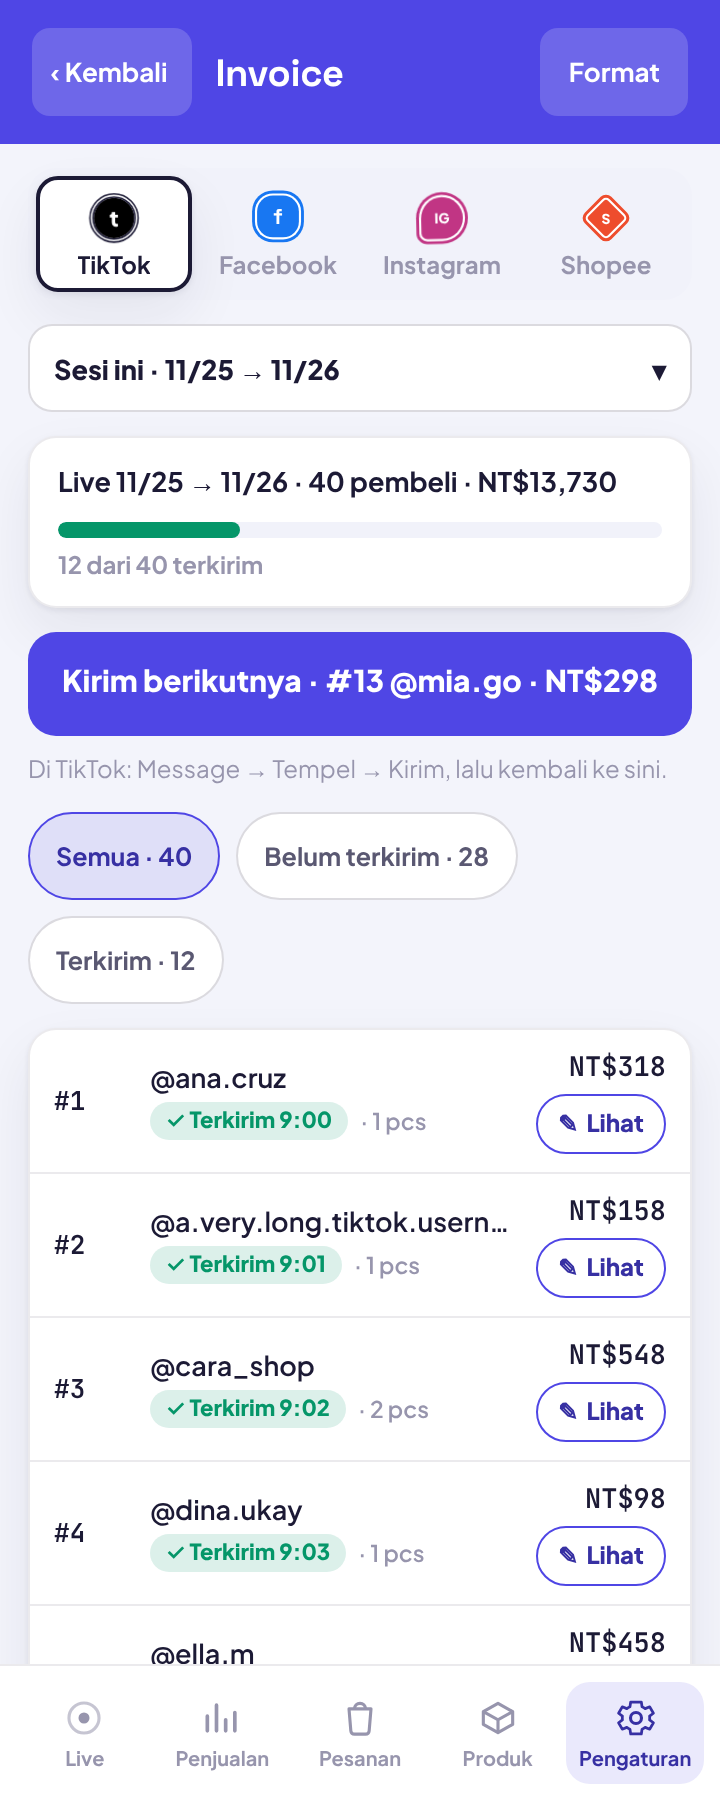 ‹ Kembali
Invoice
Format
t
f
IG
S
TikTok
Facebook
Instagram
Shopee
Sesi ini · 11/25 → 11/26 ▼
Live 11/25 → 11/26 · 40 pembeli · NT$13,730
12 dari 40 terkirim
Kirim berikutnya · #13 @mia.go · NT$298
Di TikTok: Message → Tempel → Kirim, lalu kembali ke sini.
Semua · 40
Belum terkirim · 28
Terkirim · 12
#1
@ana.cruz
✓ Terkirim 9:00 · 1 pcs
NT$318
✎ Lihat
#2
@a.very.long.tiktok.usern...
✓ Terkirim 9:01 · 1 pcs
NT$158
✎ Lihat
#3
@cara_shop
✓ Terkirim 9:02 · 2 pcs
NT$548
✎ Lihat
#4
@dina.ukay
✓ Terkirim 9:03 · 1 pcs
NT$98
✎ Lihat
@ella.m
NT$458
Live
Penjualan
Pesanan
Produk
Pengaturan